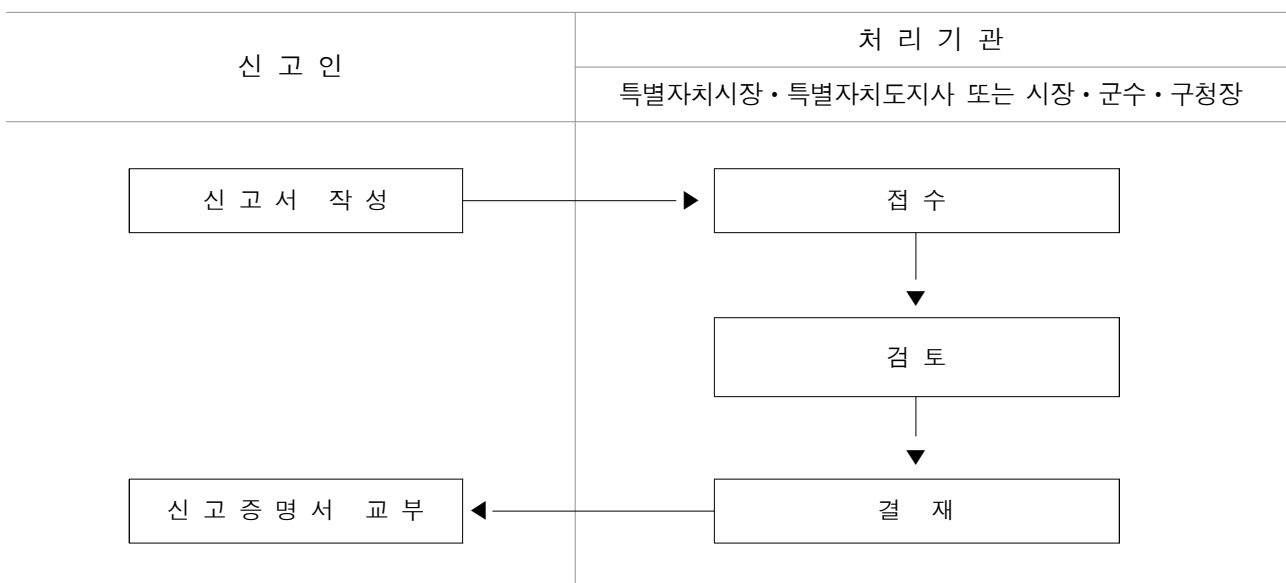 신 고 인
처 리 기 관
특별자치시장・특별자치도지사 또는 시장・군수・구청장
신 고 서 작 성
접 수
검 토
신 고 증 명 서 교 부
결 재